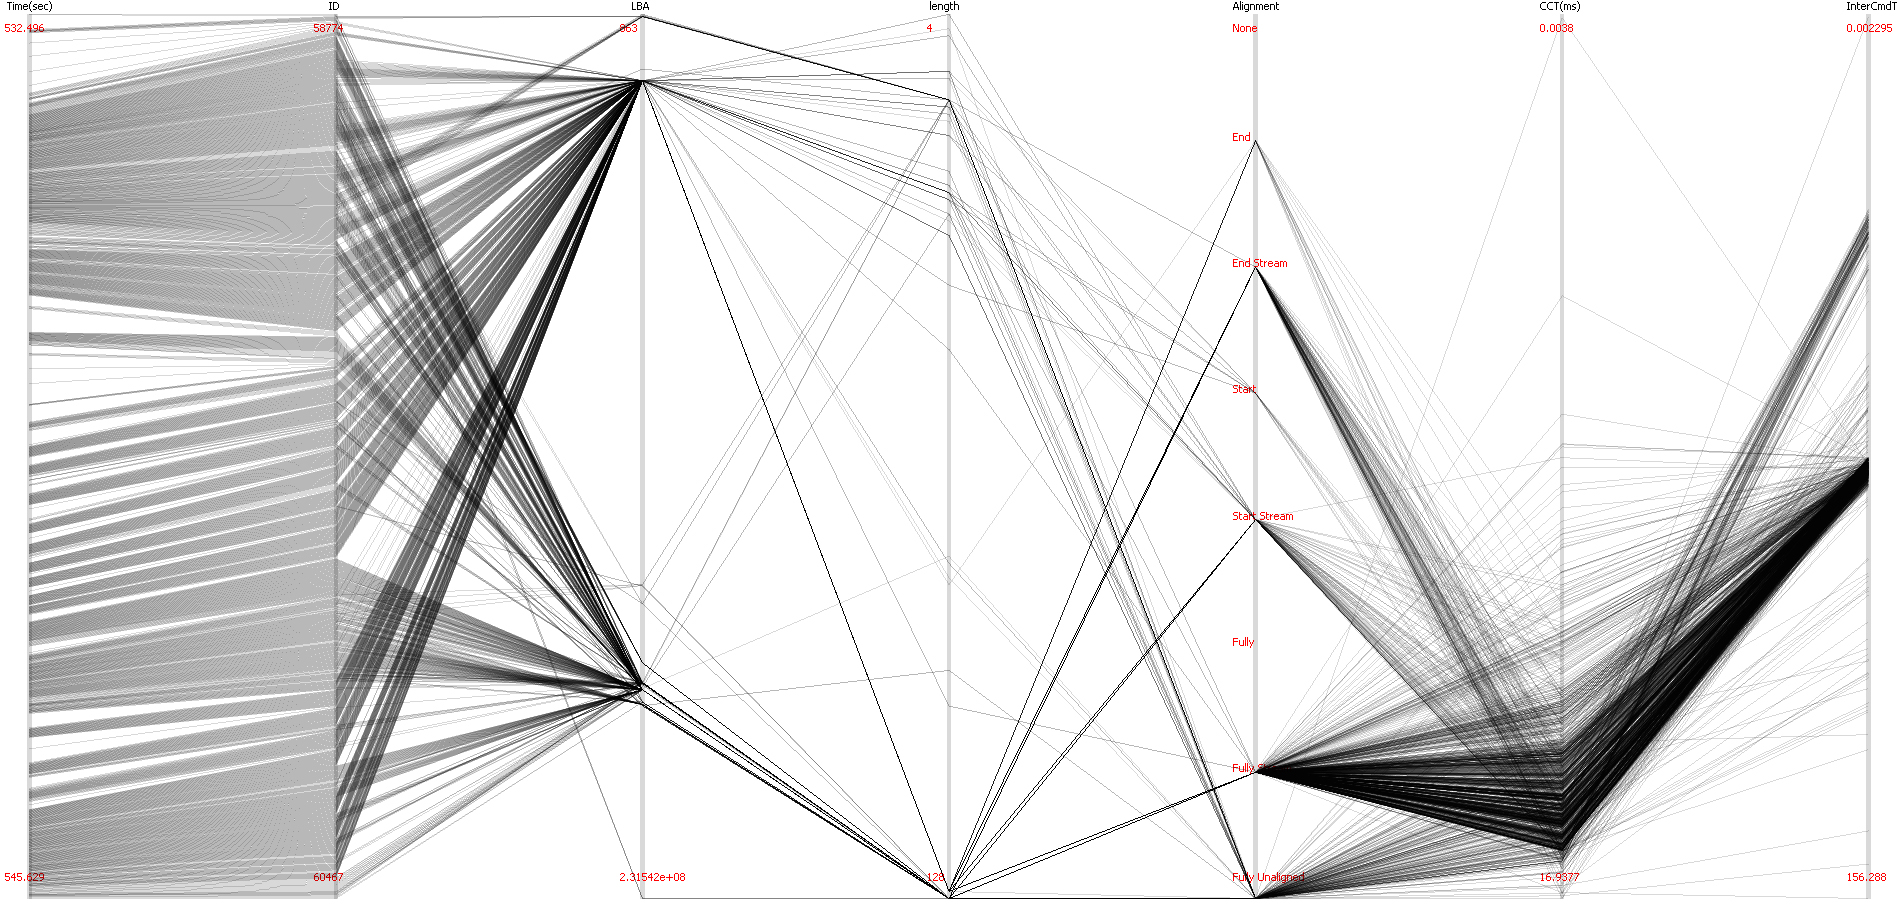 Time(sec) ID LBA length Alignment CCT(ms) InterCmdT
532.496 58774 863 4 None 0.0038 0.002295
End
End Stream
Start
Start Stream
Fully
Fully
545.629 60467 2.31542e+08 128 Fully Unaligned 16.9377 156.288